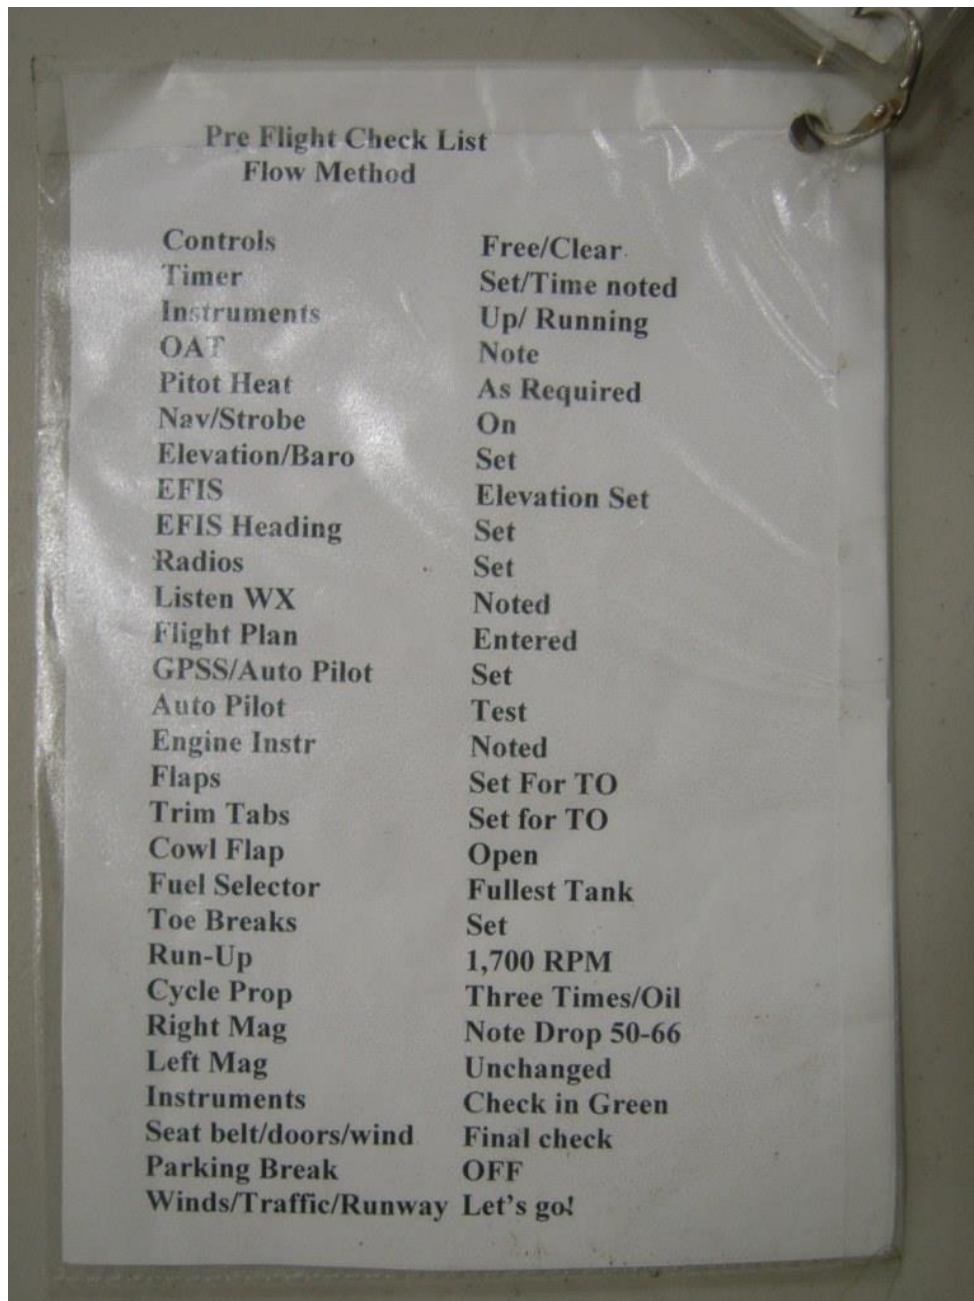 Pre Flight Check List
Flow Method
Controls Free/Clear
Timer Set/Time noted
Instruments Up/ Running
OAT Note
Pitot Heat As Required
Nav/Strobe On
Elevation/Baro Set
EFIS Elevation Set
EFIS Heading Set
Radios Set
Listen WX Noted
Flight Plan Entered
GPSS/Auto Pilot Set
Auto Pilot Test
Engine Instr Noted
Flaps Set For TO
Trim Tabs Set for TO
Cowl Flap Open
Fuel Selector Fullest Tank
Toe Breaks Set
Run-Up 1,700 RPM
Cycle Prop Three Times/Oil
Right Mag Note Drop 50-66
Left Mag Unchanged
Instruments Check in Green
Seat belt/doors/wind Final check
Parking Break OFF
Winds/Traffic/Runway Let's go!